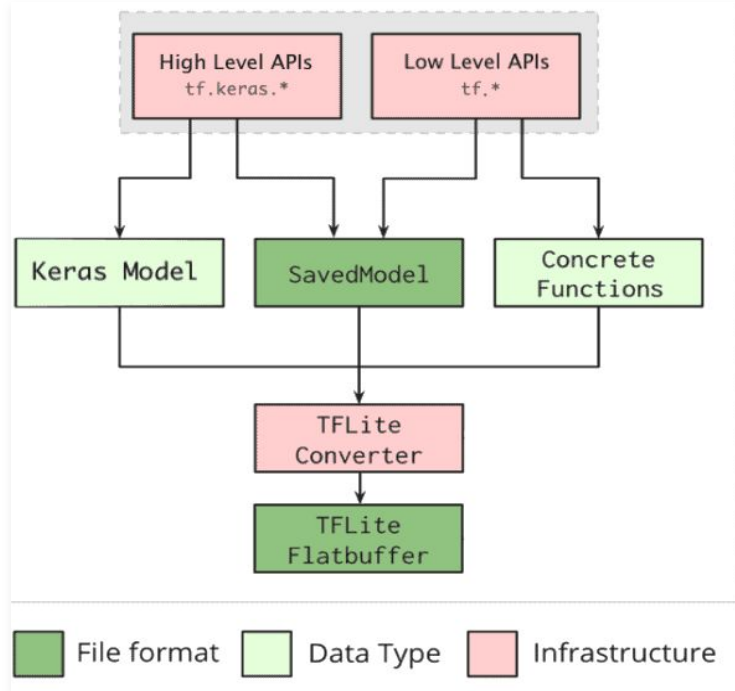 High Level APIs
tf.keras.*
Low Level APIs
tf.*
Keras Model
SavedModel
Concrete
Functions
TFLite
Converter
TFLite
Flatbuffer
File format
Data Type
Infrastructure